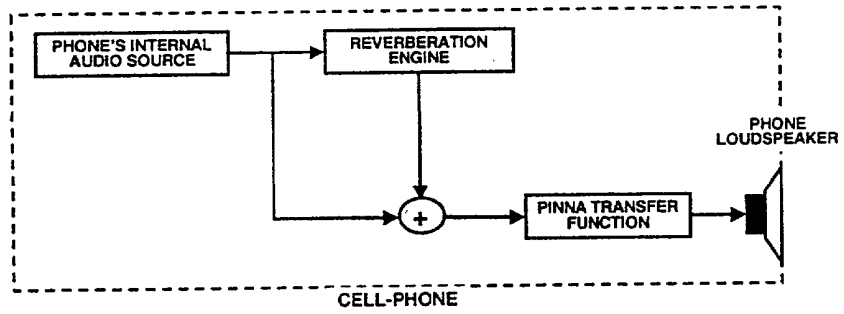 PHONE'S INTERNAL
AUDIO SOURCE
REVERBERATION
ENGINE
PHONE
LOUDSPEAKER
+
PINNA TRANSFER
FUNCTION
CELL-PHONE